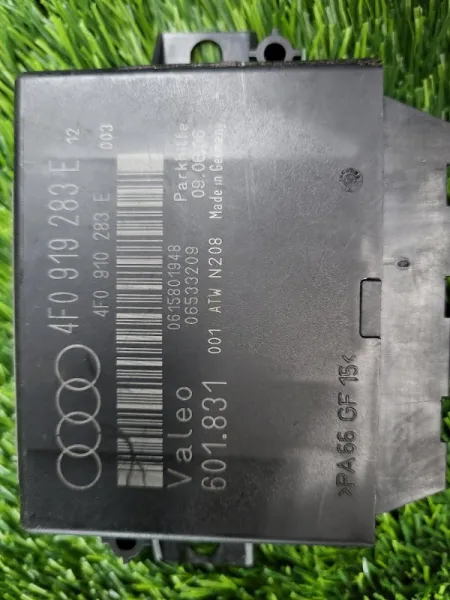 4F0 919 283 E 12
4F0 910 283 E 003
0615801948
06533209
Parkhilfe
09.06.06
Valeo
601.831
001 ATW N208 Made in Germany
>PA66 GF 15<